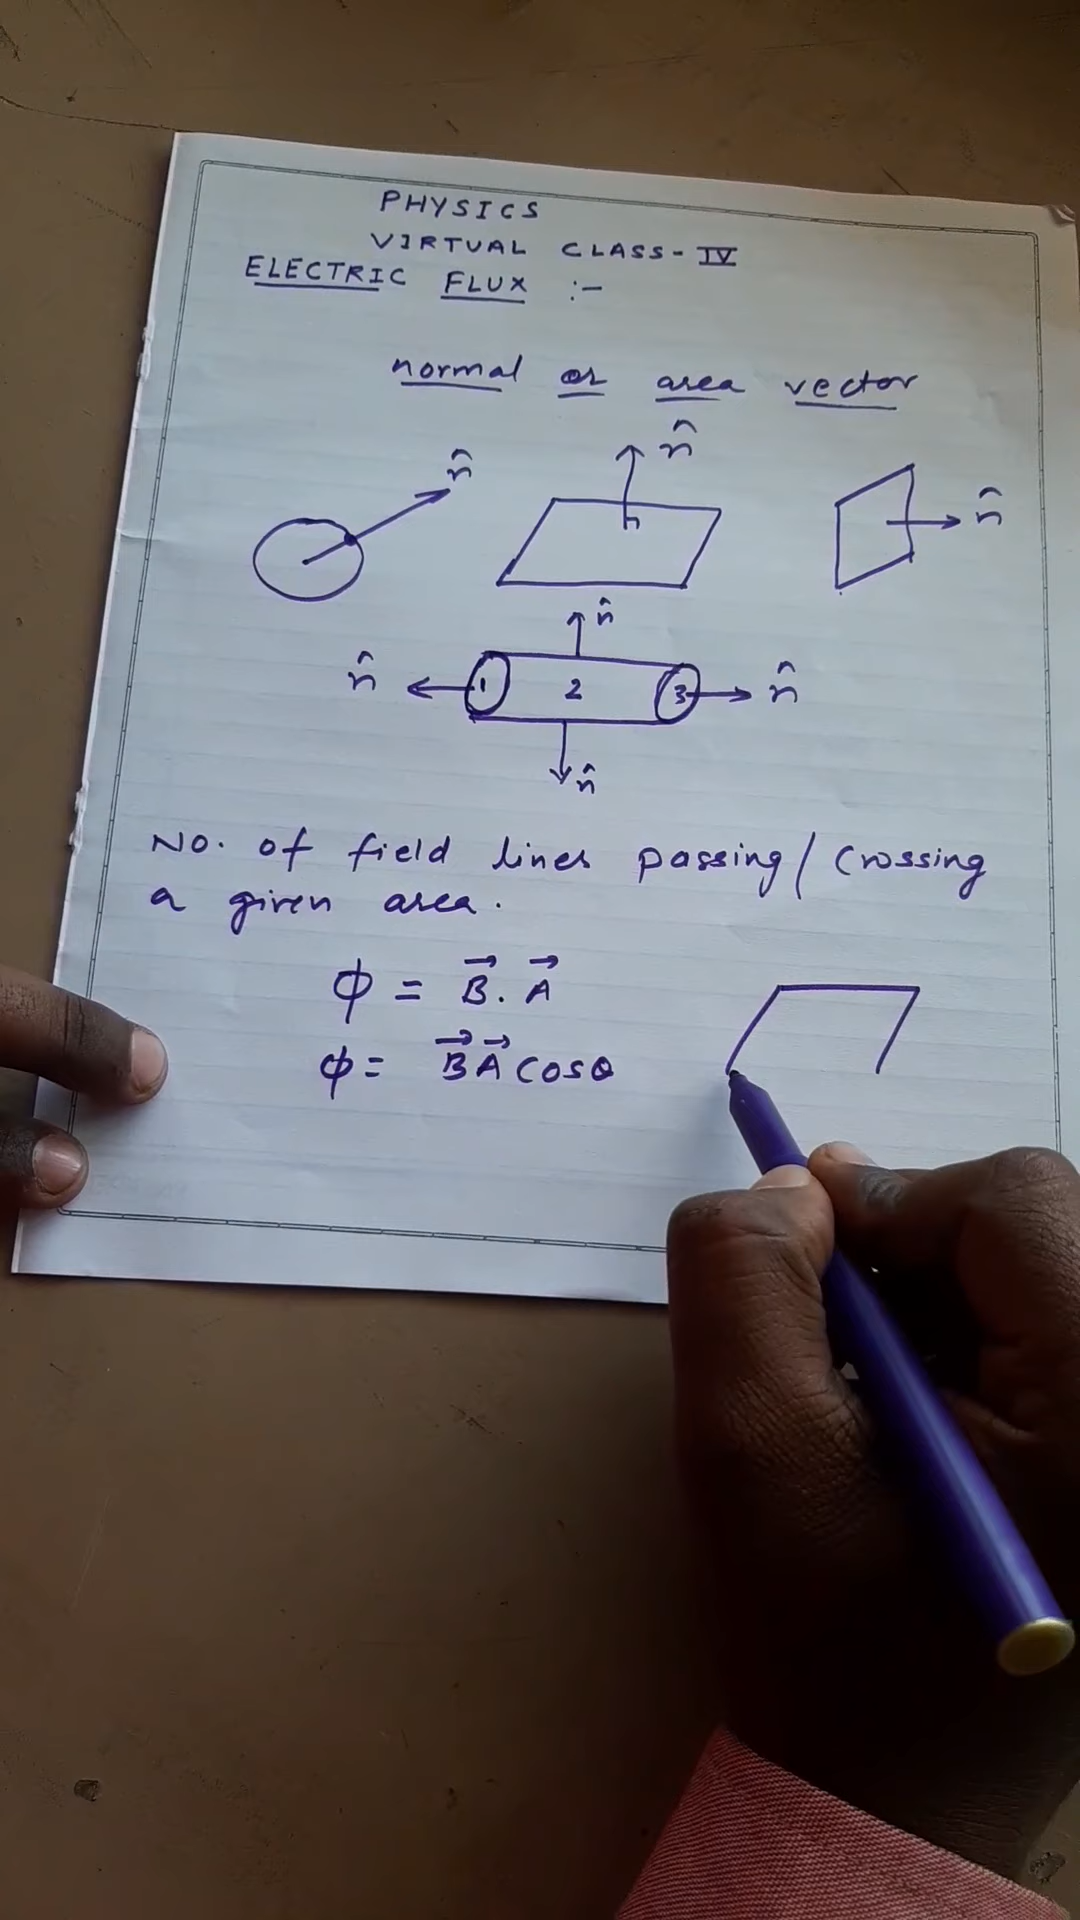 PHYSICS
VIRTUAL CLASS-IV
ELECTRIC FLUX :-
normal or area vector
n̂
n̂
n̂
n̂
n̂ 1 2 3 n̂
n̂
No. of field lines passing/crossing
a given area.
ϕ = B⃗ . A⃗
ϕ = B⃗ A⃗ cosθ